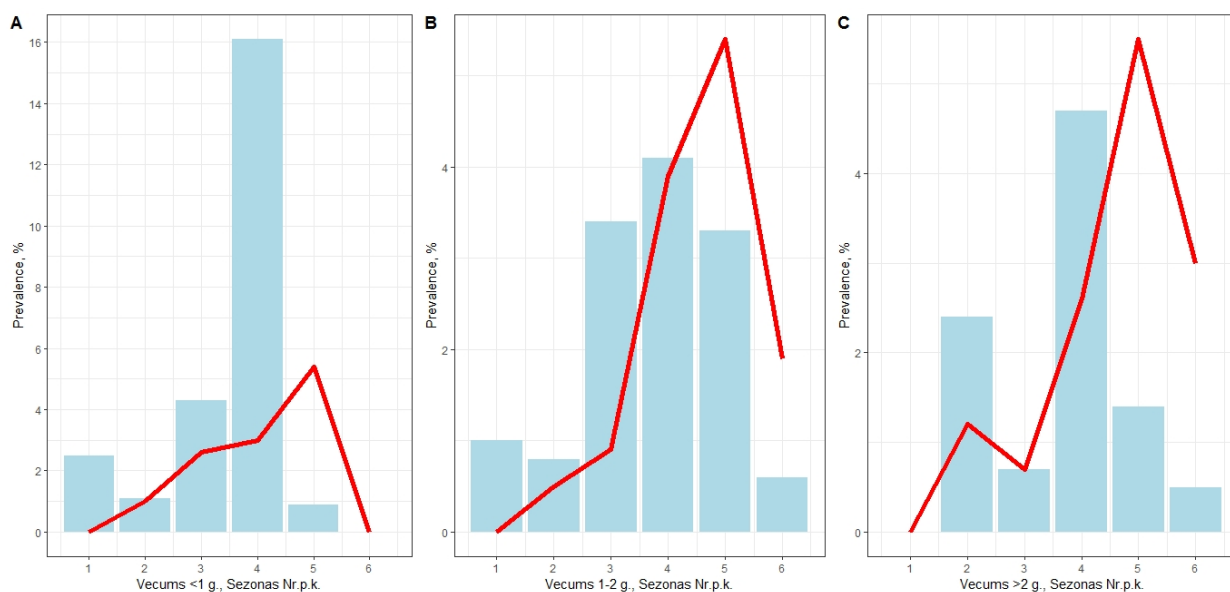 A
Prevalence, %
16
14
12
10
8
6
4
2
0
1 2 3 4 5 6
Vecums <1 g., Sezonas Nr.p.k.
B
Prevalence, %
4
2
0
1 2 3 4 5 6
Vecums 1-2 g., Sezonas Nr.p.k.
C
Prevalence, %
4
2
0
1 2 3 4 5 6
Vecums >2 g., Sezonas Nr.p.k.